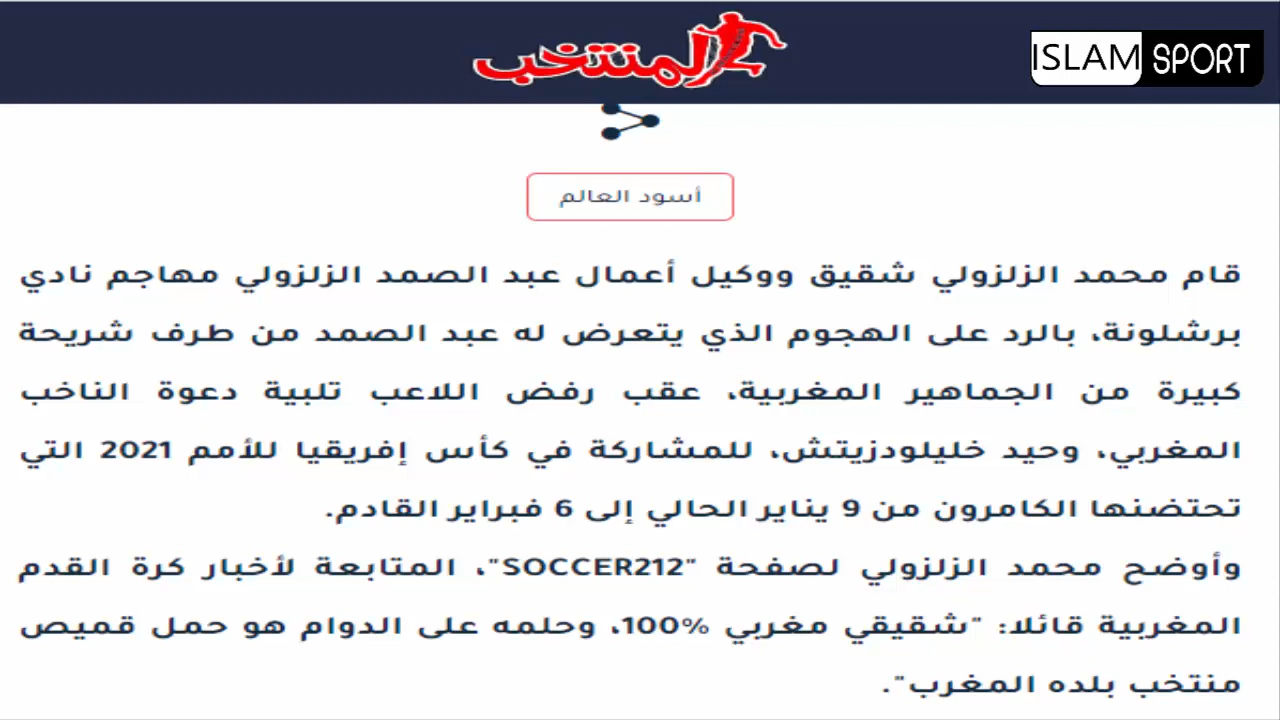 المنتخب
ISLAM SPORT
أسود العالم
قام محمد الزلزولي شقيق ووكيل أعمال عبد الصمد الزلزولي مهاجم نادي
برشلونة، بالرد على الهجوم الذي يتعرض له عبد الصمد من طرف شريحة
كبيرة من الجماهير المغربية، عقب رفض اللاعب تلبية دعوة الناخب
المغربي، وحيد خليلودزيتش، للمشاركة في كأس إفريقيا للأمم 2021 التي
تحتضنها الكامرون من 9 يناير الحالي إلى 6 فبراير القادم.
وأوضح محمد الزلزولي لصفحة "SOCCER212"، المتابعة لأخبار كرة القدم
المغربية قائلا: "شقيقي مغربي %100، وحلمه على الدوام هو حمل قميص
منتخب بلده المغرب".